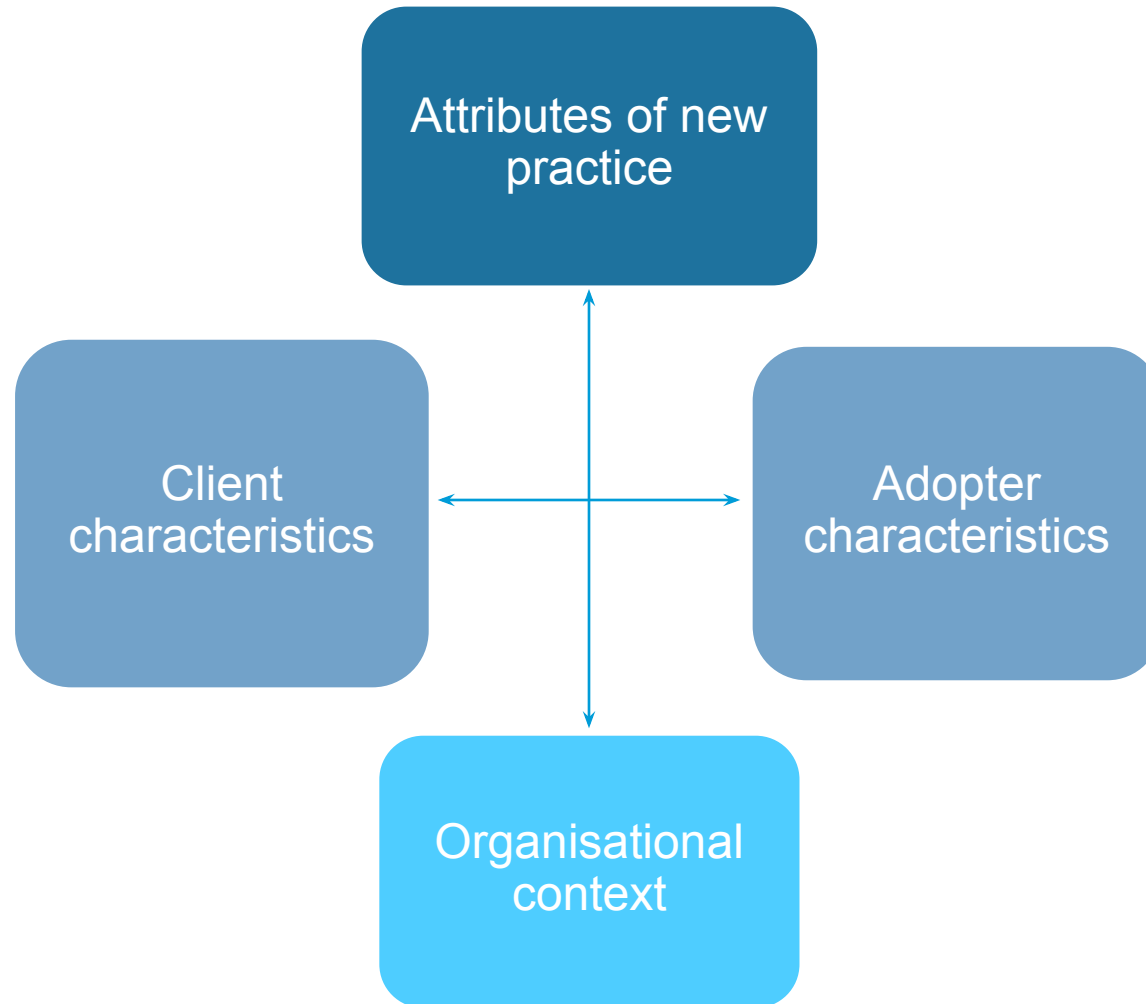 Attributes of new
practice
Client
characteristics
Adopter
characteristics
Organisational
context